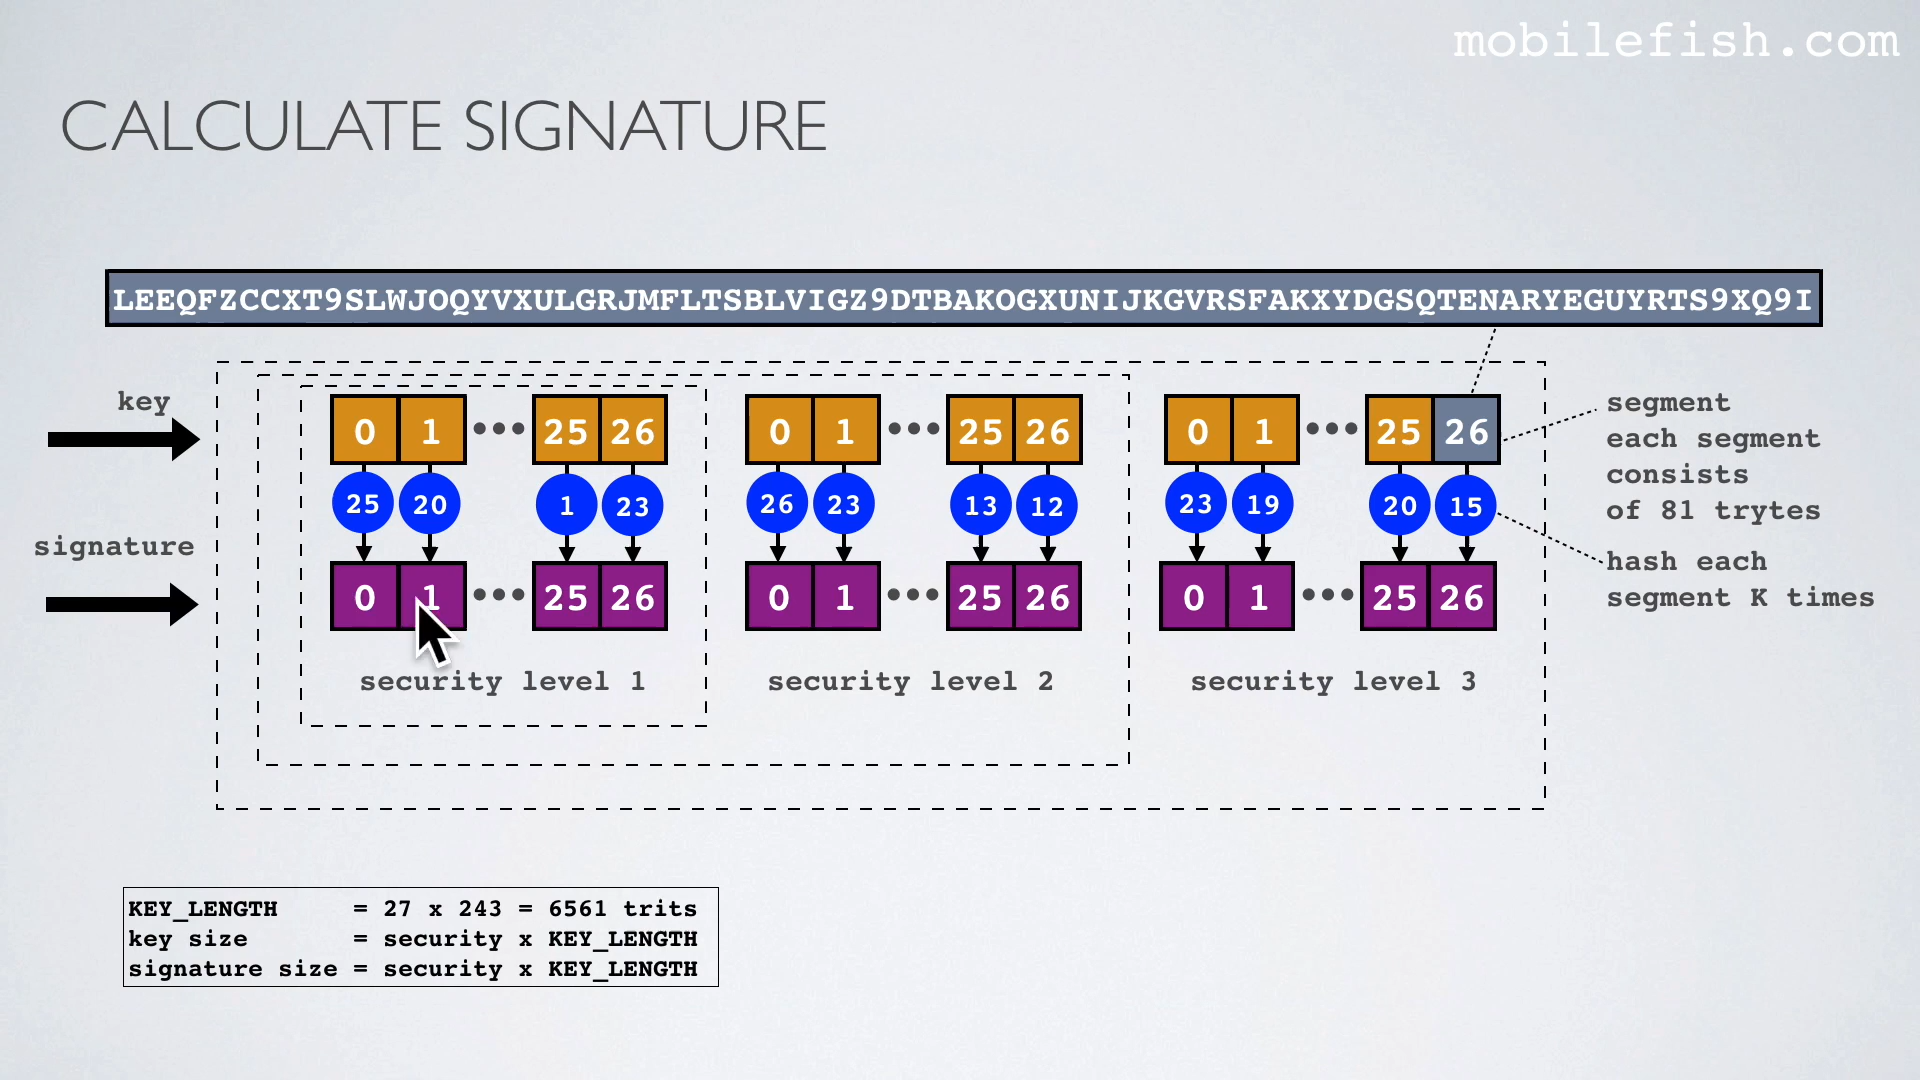 mobilefish.com
CALCULATE SIGNATURE
LEEQFZCCXT9SLWJOQYVXULGRJMFLTSBLVIGZ9DTBAKOGXUNIJKGVRSFAKXYDGSQTENARYEGUYRTS9XQ9I
key
0 1 ••• 25 26
0 1 ••• 25 26
0 1 ••• 25 26
segment
each segment
consists
of 81 trytes
25 20 1 23
26 23 13 12
23 19 20 15
signature
0 1 ••• 25 26
0 1 ••• 25 26
0 1 ••• 25 26
hash each
segment K times
security level 1
security level 2
security level 3
KEY_LENGTH = 27 x 243 = 6561 trits
key size = security x KEY_LENGTH
signature size = security x KEY_LENGTH